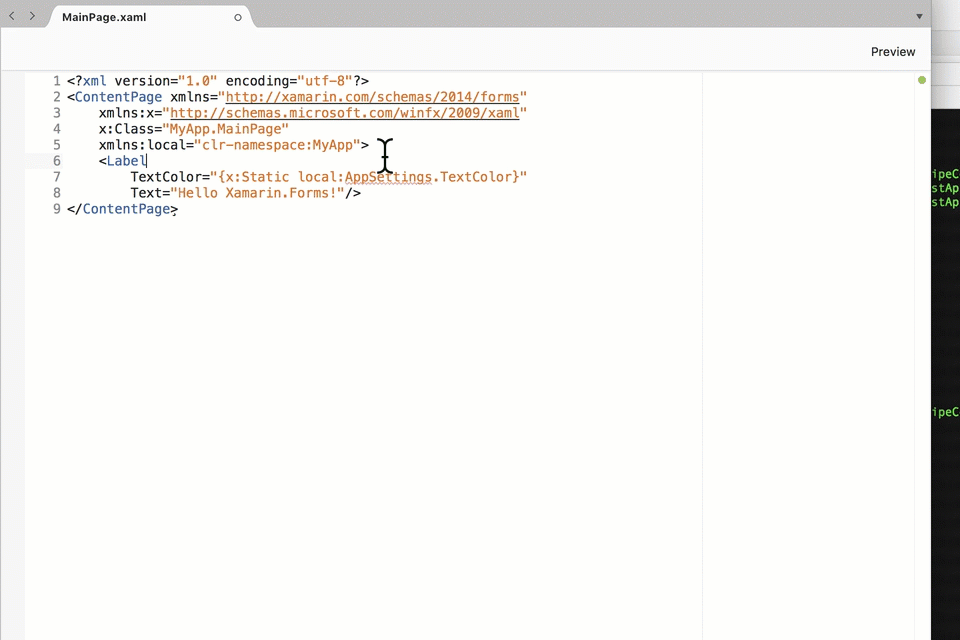 MainPage.xaml
Preview
1 <?xml version="1.0" encoding="utf-8"?>
2 <ContentPage xmlns="http://xamarin.com/schemas/2014/forms"
3     xmlns:x="http://schemas.microsoft.com/winfx/2009/xaml"
4     x:Class="MyApp.MainPage"
5     xmlns:local="clr-namespace:MyApp">
6     <Label
7         TextColor="{x:Static local:AppSettings.TextColor}"
8         Text="Hello Xamarin.Forms!"/>
9 </ContentPage>
ipeC
stAp
stAp
ipeC